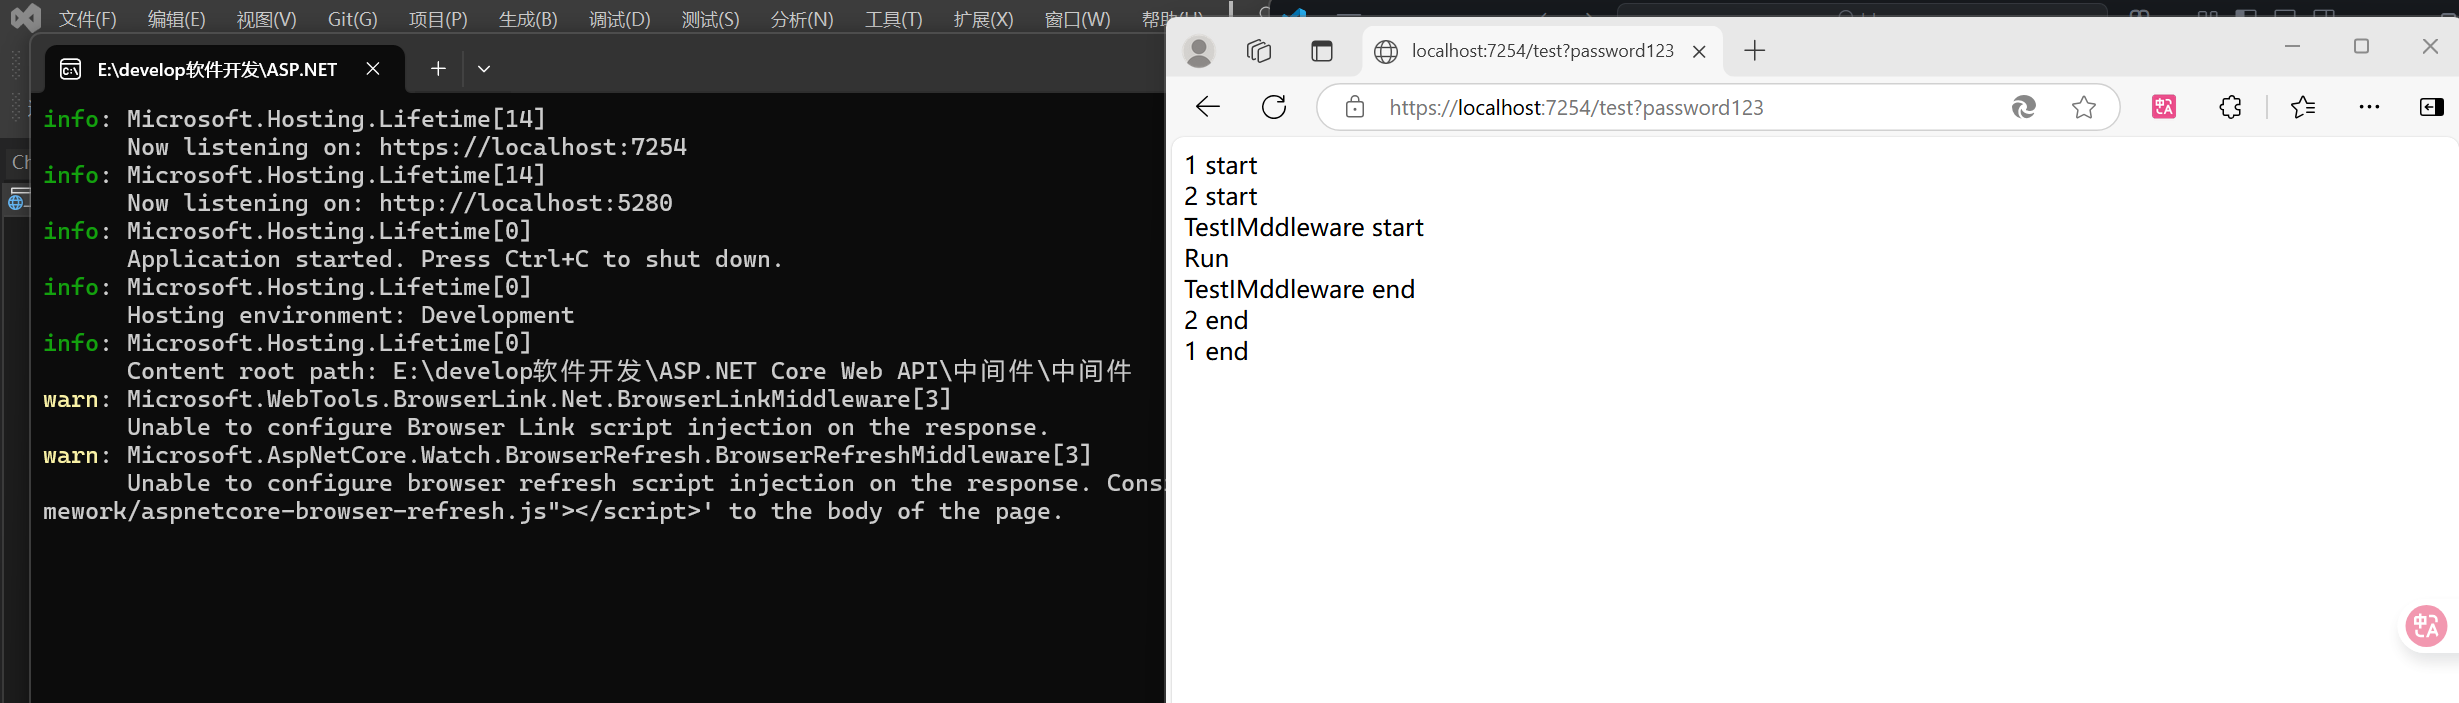 文件(F) 编辑(E) 视图(V) Git(G) 项目(P) 生成(B) 调试(D) 测试(S) 分析(N) 工具(T) 扩展(X) 窗口(W) 帮助(H)
E:\develop软件开发\ASP.NET
info: Microsoft.Hosting.Lifetime[14]
Now listening on: https://localhost:7254
info: Microsoft.Hosting.Lifetime[14]
Now listening on: http://localhost:5280
info: Microsoft.Hosting.Lifetime[0]
Application started. Press Ctrl+C to shut down.
info: Microsoft.Hosting.Lifetime[0]
Hosting environment: Development
info: Microsoft.Hosting.Lifetime[0]
Content root path: E:\develop软件开发\ASP.NET Core Web API\中间件\中间件
warn: Microsoft.WebTools.BrowserLink.Net.BrowserLinkMiddleware[3]
Unable to configure Browser Link script injection on the response.
warn: Microsoft.AspNetCore.Watch.BrowserRefresh.BrowserRefreshMiddleware[3]
Unable to configure browser refresh script injection on the response. Cons
mework/aspnetcore-browser-refresh.js"></script>' to the body of the page.
localhost:7254/test?password123
https://localhost:7254/test?password123
1 start
2 start
TestIMddleware start
Run
TestIMddleware end
2 end
1 end